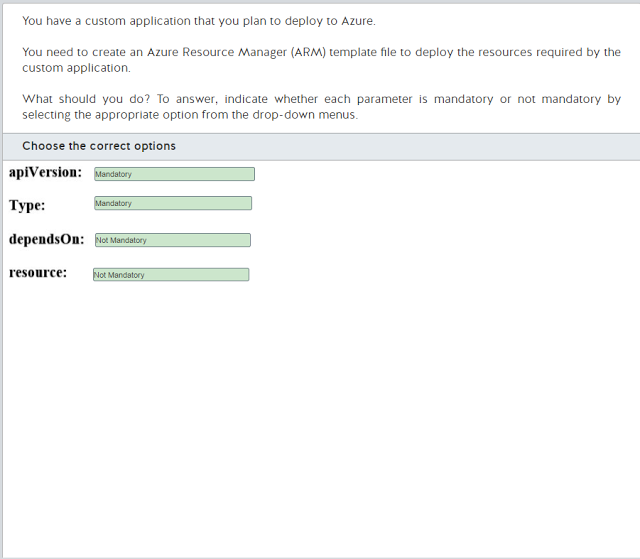 You have a custom application that you plan to deploy to Azure.
You need to create an Azure Resource Manager (ARM) template file to deploy the resources required by the
custom application.
What should you do? To answer, indicate whether each parameter is mandatory or not mandatory by
selecting the appropriate option from the drop-down menus.
Choose the correct options
apiVersion: Mandatory
Type: Mandatory
dependsOn: Not Mandatory
resource: Not Mandatory